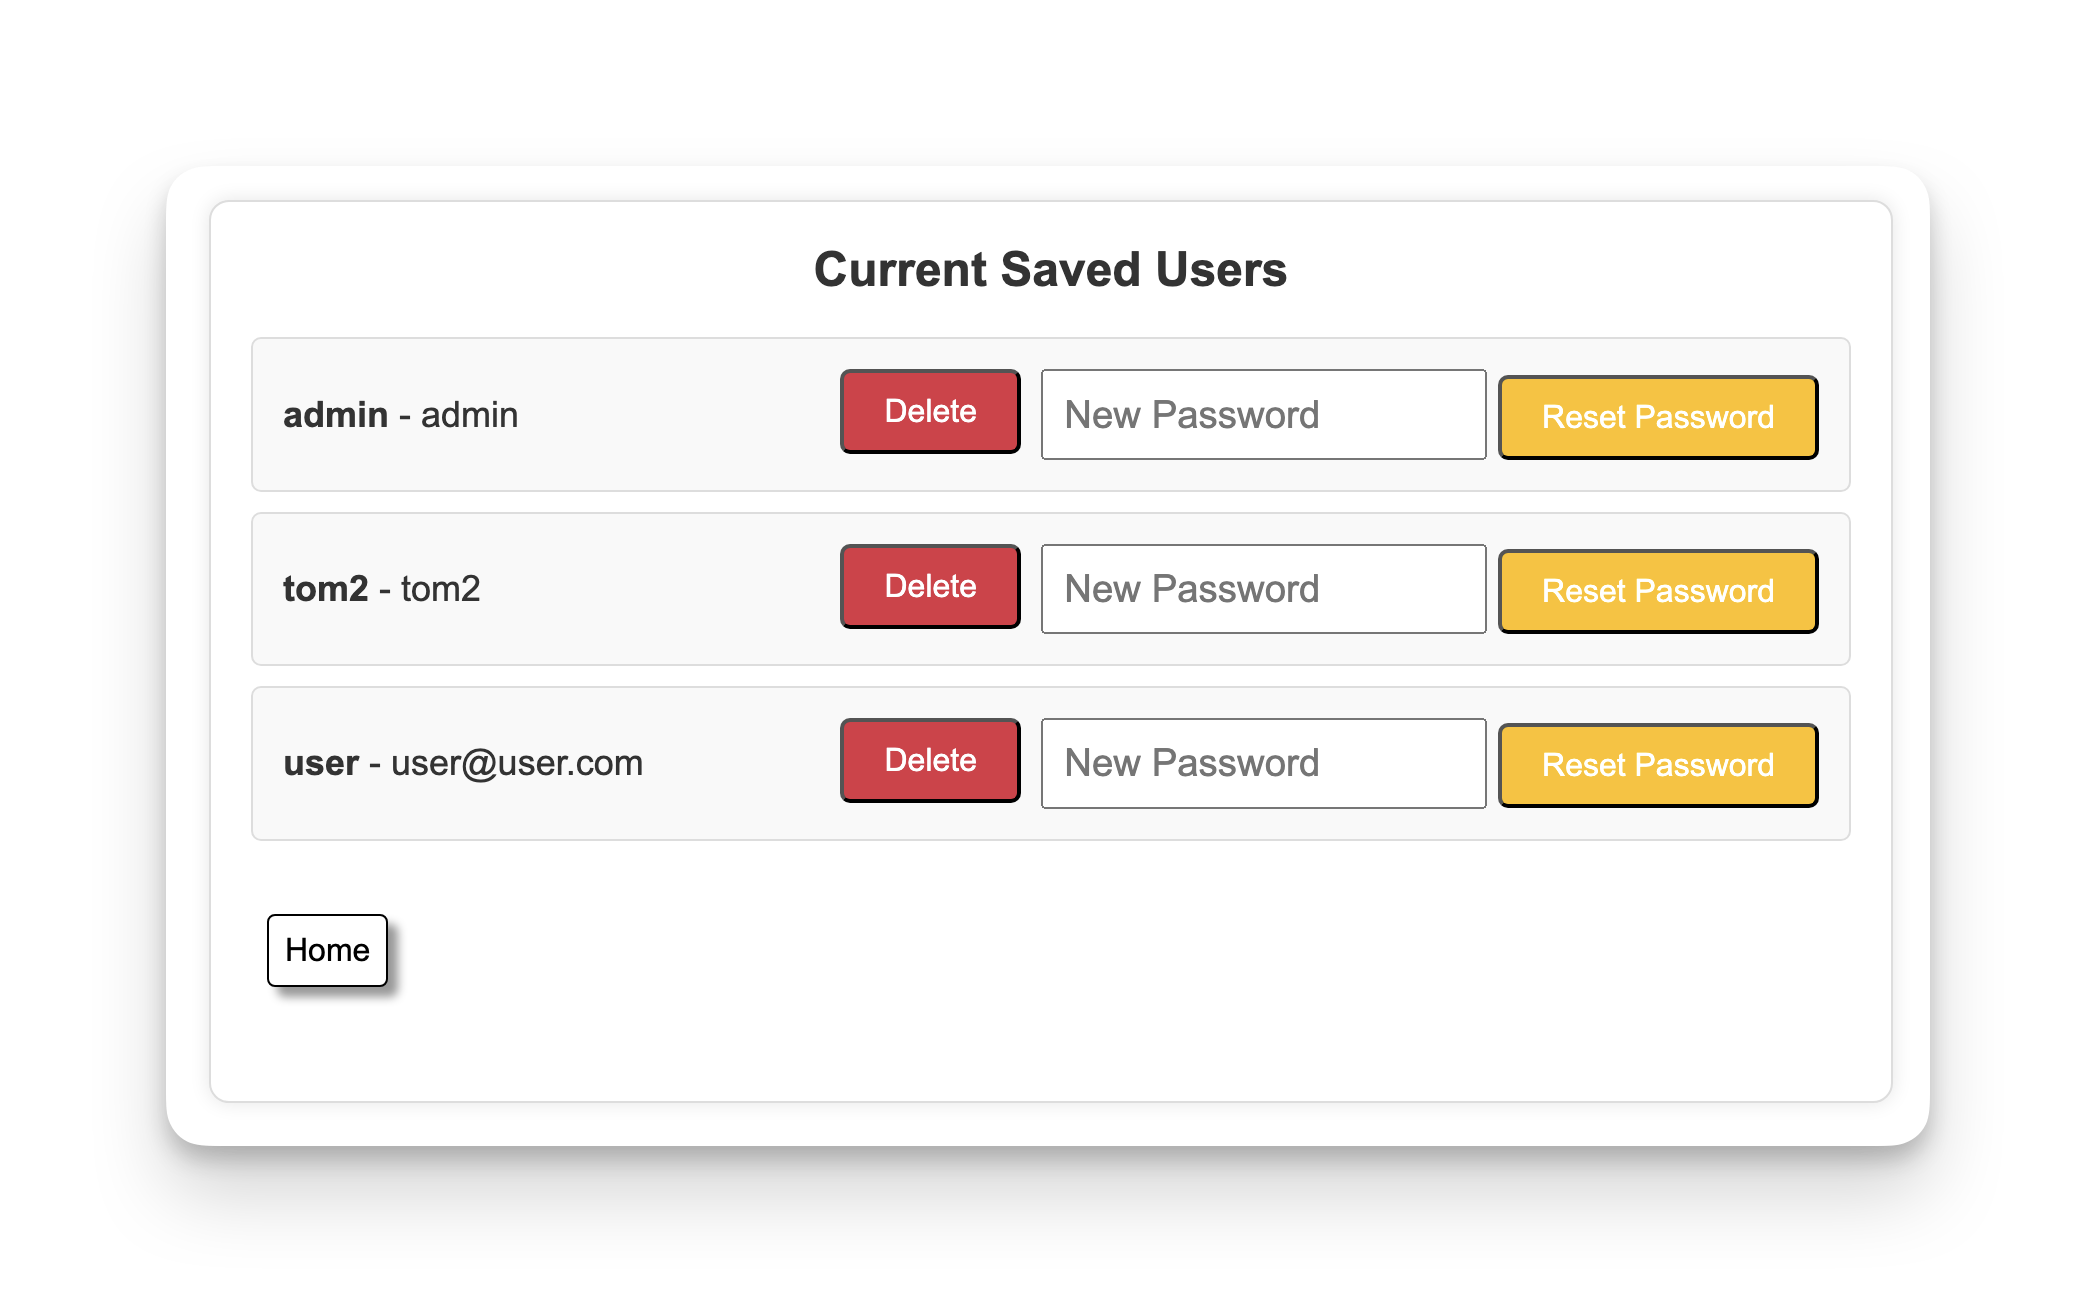 Current Saved Users
admin - admin Delete New Password Reset Password
tom2 - tom2 Delete New Password Reset Password
user - user@user.com Delete New Password Reset Password
Home